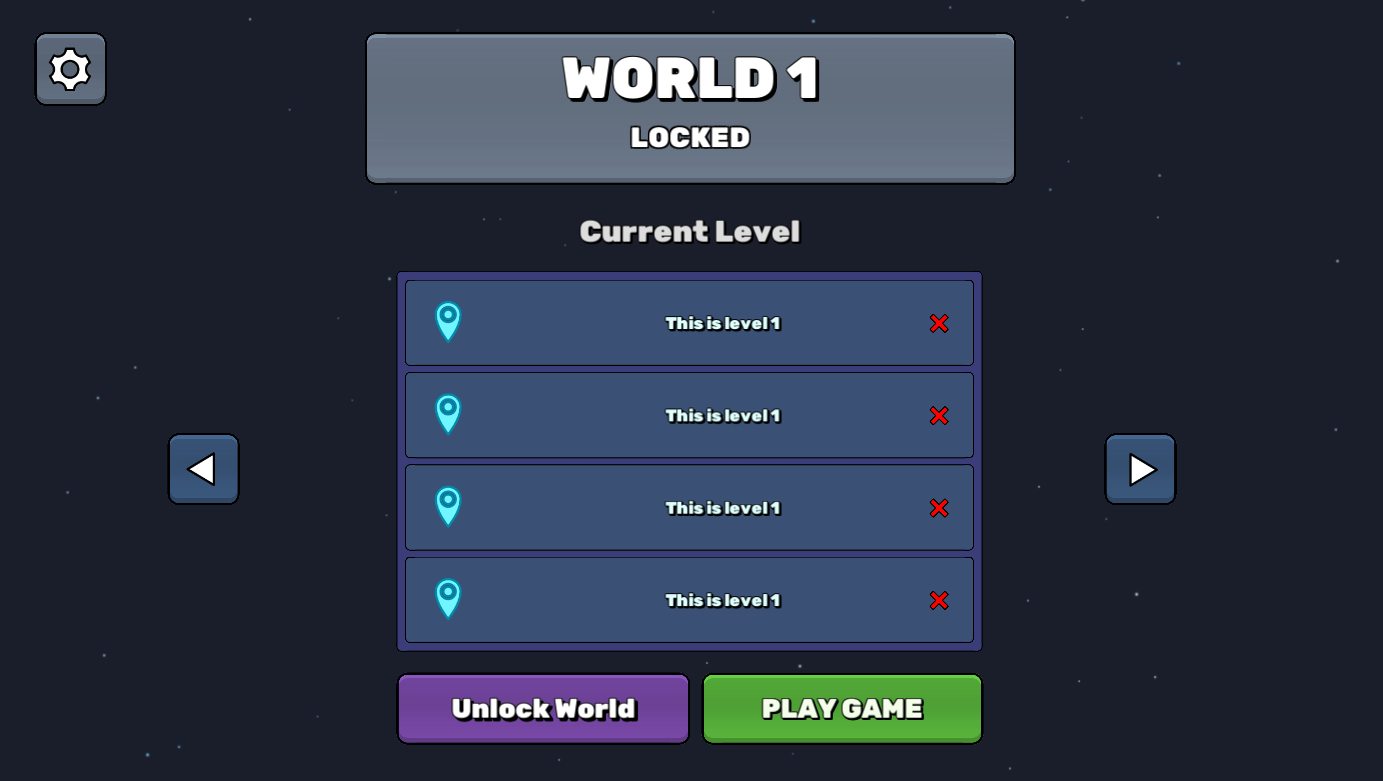 WORLD 1
LOCKED
Current Level
This is level 1
This is level 1
This is level 1
This is level 1
Unlock World
PLAY GAME